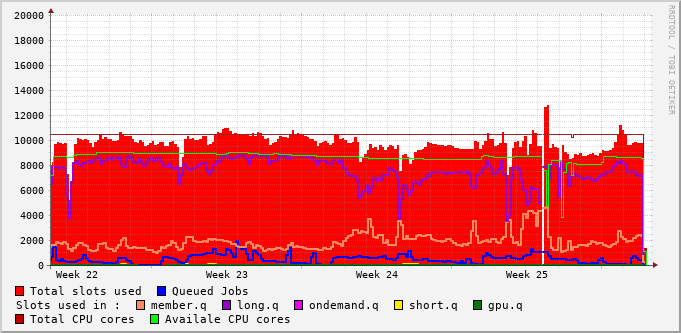 20000
18000
16000
14000
12000
10000
8000
6000
4000
2000
0
Week 22 Week 23 Week 24 Week 25
Total slots used Queued Jobs
Slots used in : member.q long.q ondemand.q short.q gpu.q
Total CPU cores Availale CPU cores
RRDTOOL / TOBI OETIKER